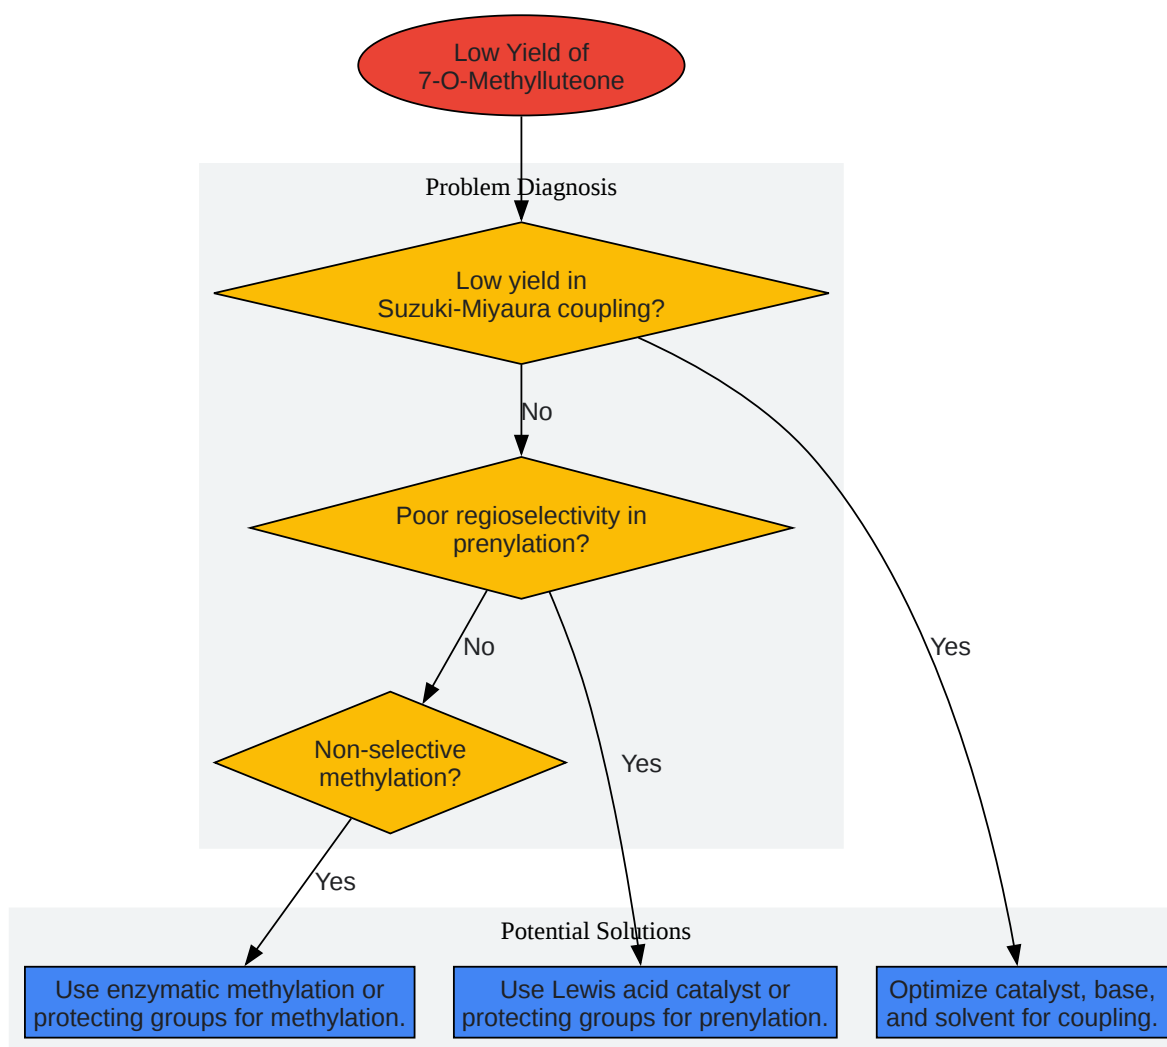 Low Yield of
7-O-Methylluteone
Problem Diagnosis
Low yield in
Suzuki-Miyaura coupling?
No
Poor regioselectivity in
prenylation?
No
Yes
Non-selective
methylation?
Yes
Yes
Potential Solutions
Use enzymatic methylation or
protecting groups for methylation.
Use Lewis acid catalyst or
protecting groups for prenylation.
Optimize catalyst, base,
and solvent for coupling.